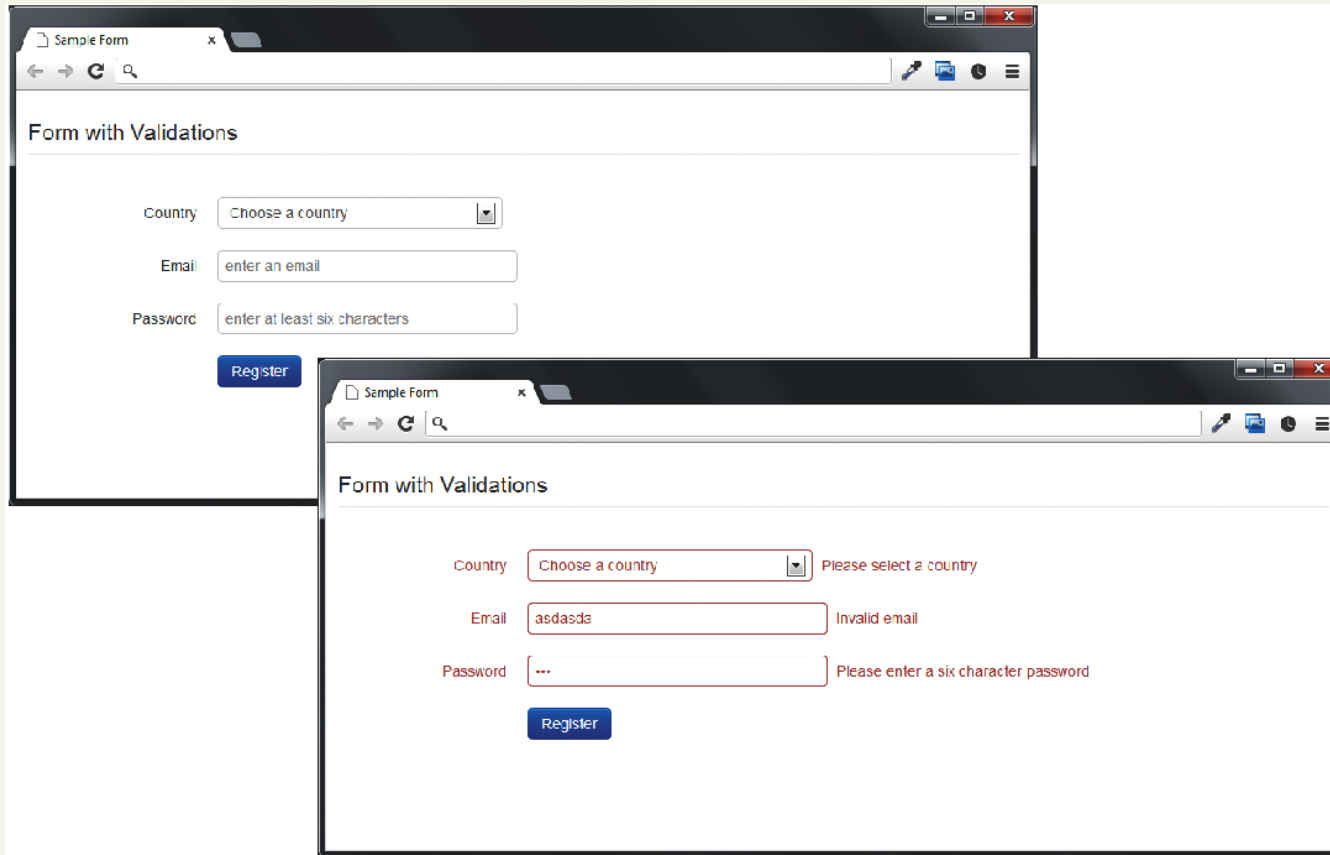 Sample Form
Form with Validations
Country Choose a country
Email enter an email
Password enter at least six characters
Register
Sample Form
Form with Validations
Country Choose a country Please select a country
Email asdasda Invalid email
Password --- Please enter a six character password
Register